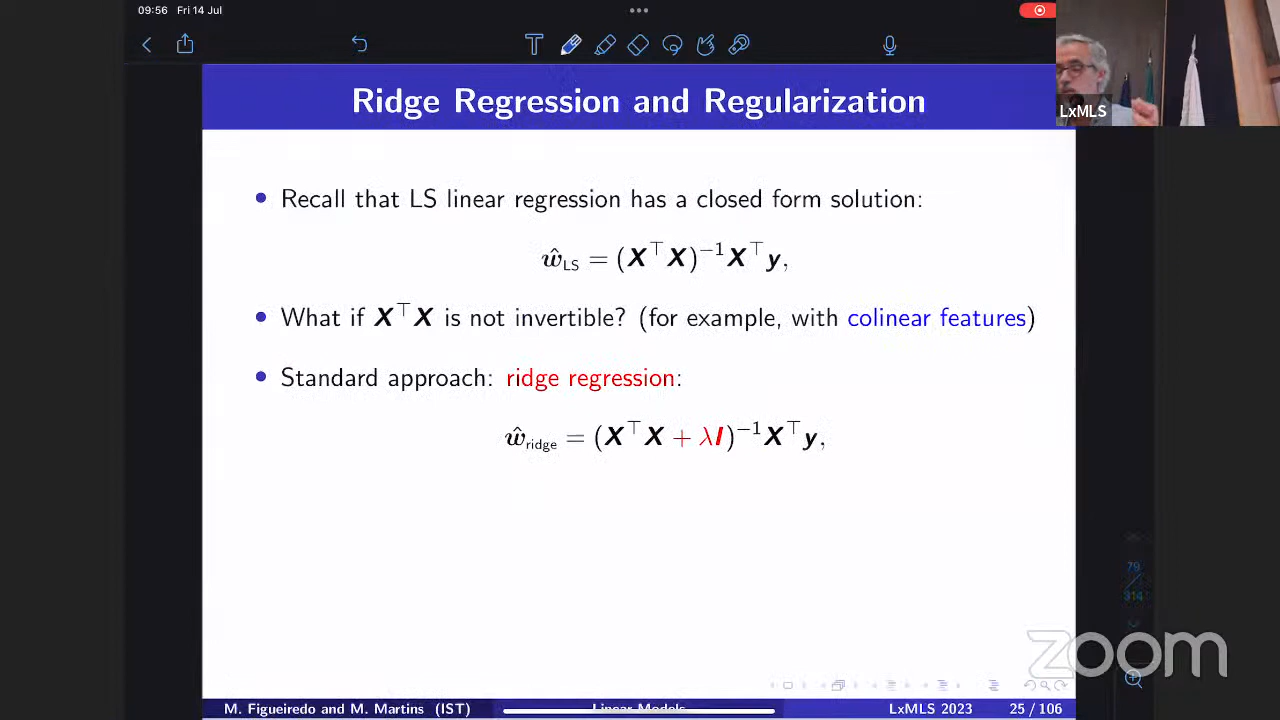 09:56 Fri 14 Jul
T
Ridge Regression and Regularization
LxMLS
• Recall that LS linear regression has a closed form solution:
ŵ_LS = (X^⊤ X)^−1 X^⊤ y,
• What if X^⊤ X is not invertible? (for example, with colinear features)
• Standard approach: ridge regression:
ŵ_ridge = (X^⊤ X + λI)^−1 X^⊤ y,
79
314
zoom
M. Figueiredo and M. Martins (IST) Linear Models LxMLS 2023 25 / 106